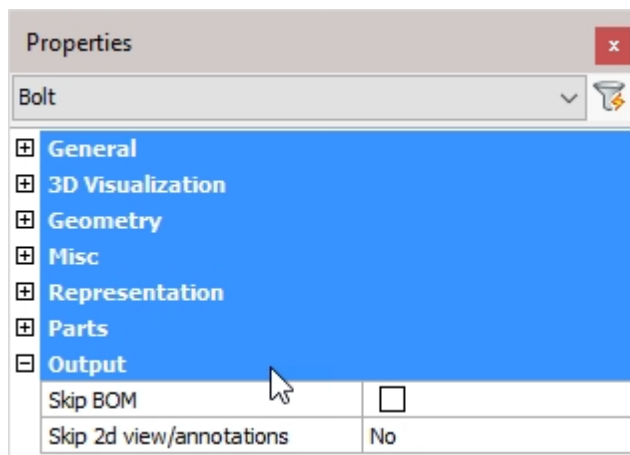 Properties
Bolt
General
3D Visualization
Geometry
Misc
Representation
Parts
Output
Skip BOM
Skip 2d view/annotations No